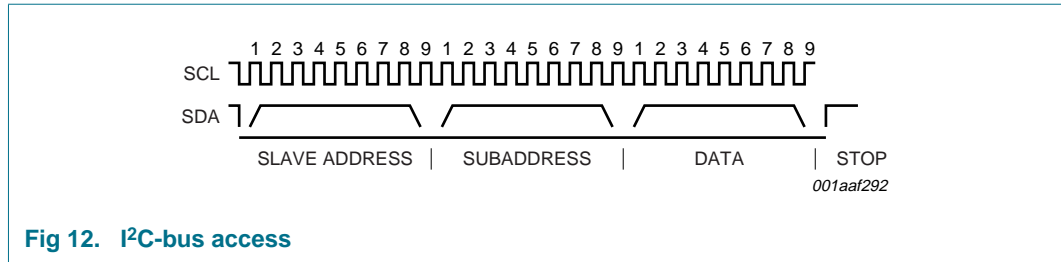 1 2 3 4 5 6 7 8 9 1 2 3 4 5 6 7 8 9 1 2 3 4 5 6 7 8 9
SCL
SDA
SLAVE ADDRESS | SUBADDRESS | DATA | STOP
001aaf292
Fig 12. I²C-bus access